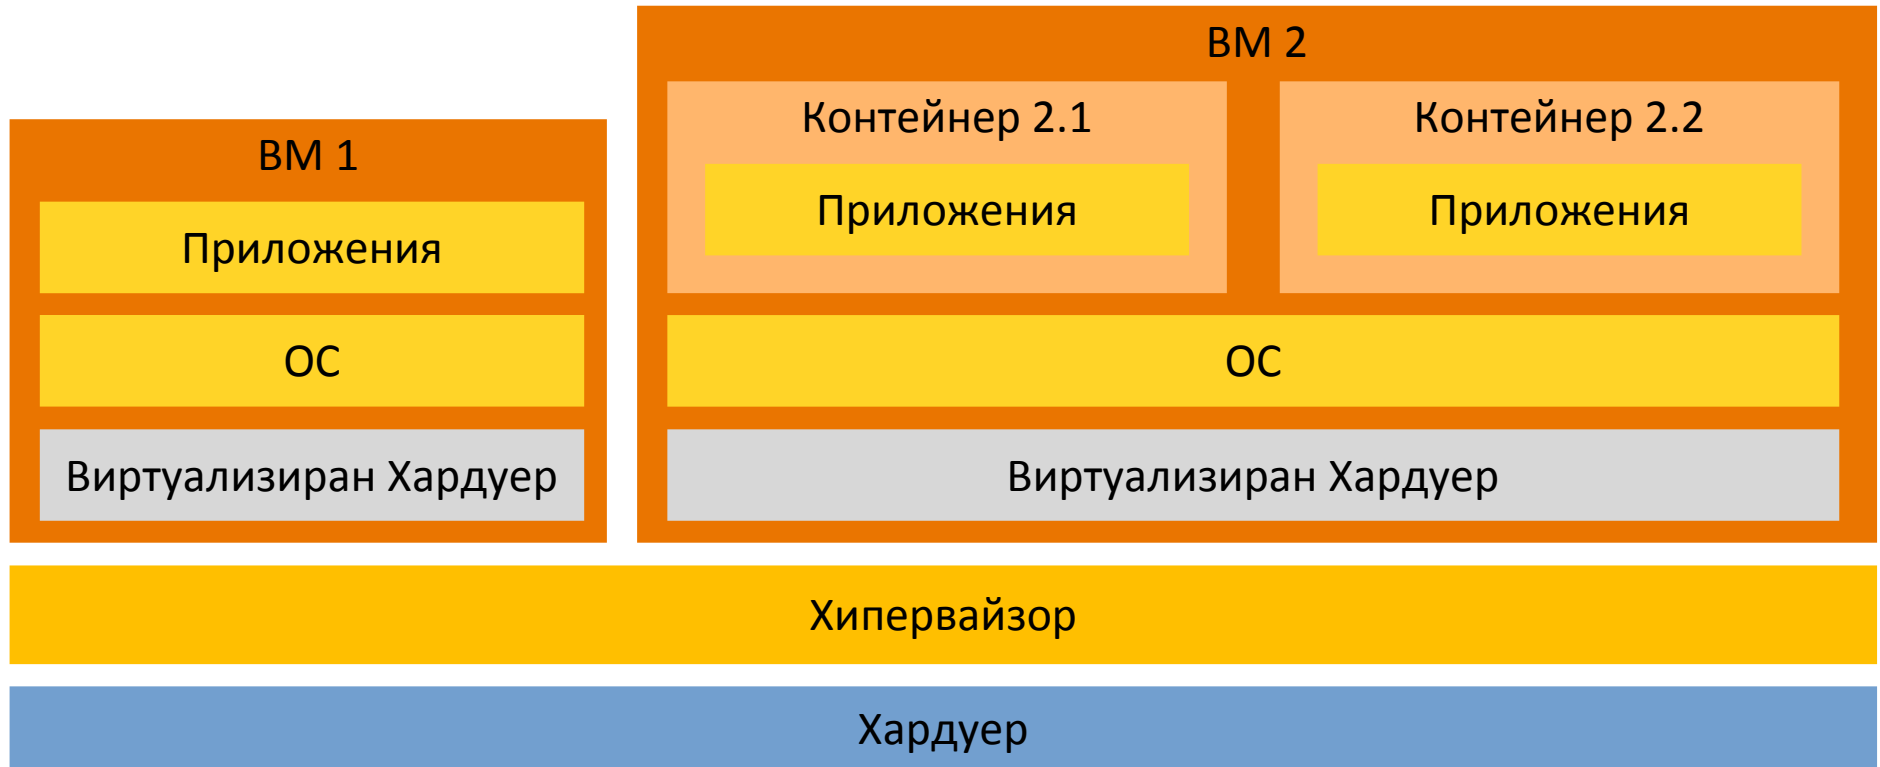 ВМ 1
Приложения
ОС
Виртуализиран Хардуер
ВМ 2
Контейнер 2.1
Приложения
Контейнер 2.2
Приложения
ОС
Виртуализиран Хардуер
Хипервайзор
Хардуер